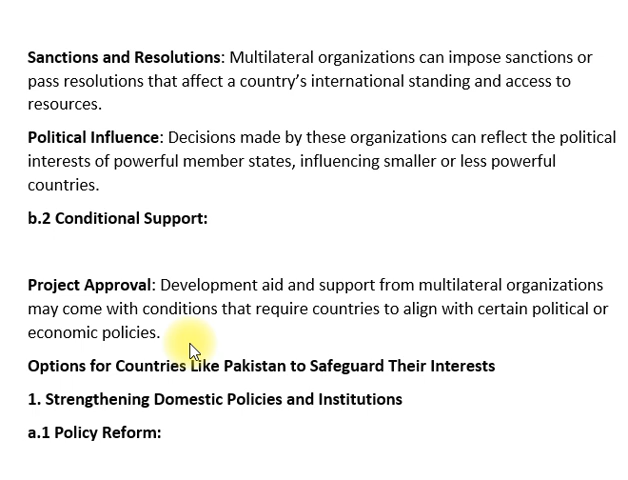 Sanctions and Resolutions: Multilateral organizations can impose sanctions or
pass resolutions that affect a country’s international standing and access to
resources.
Political Influence: Decisions made by these organizations can reflect the political
interests of powerful member states, influencing smaller or less powerful
countries.
b.2 Conditional Support:
Project Approval: Development aid and support from multilateral organizations
may come with conditions that require countries to align with certain political or
economic policies.
Options for Countries Like Pakistan to Safeguard Their Interests
1. Strengthening Domestic Policies and Institutions
a.1 Policy Reform: